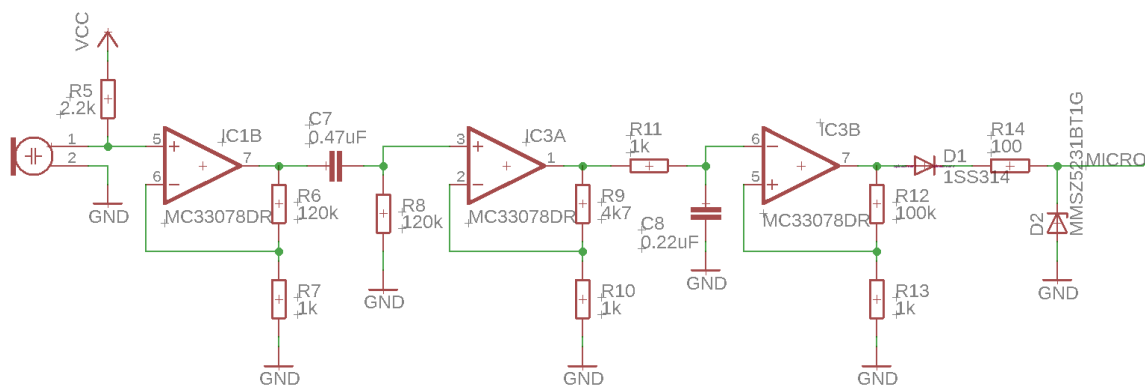 VCC
R5
2.2k
1
2
GND
5
6
7
+
−
IC1B
MC33078DR
R6
120k
R7
1k
GND
C7
0.47uF
R8
120k
GND
3
2
1
+
−
IC3A
MC33078DR
R9
4k7
R10
1k
GND
R11
1k
C8
0.22uF
GND
6
5
7
+
−
IC3B
MC33078DR
R12
100k
R13
1k
GND
D1
1SS314
R14
100
MICRO
D2
MMSZ5231BT1G
GND